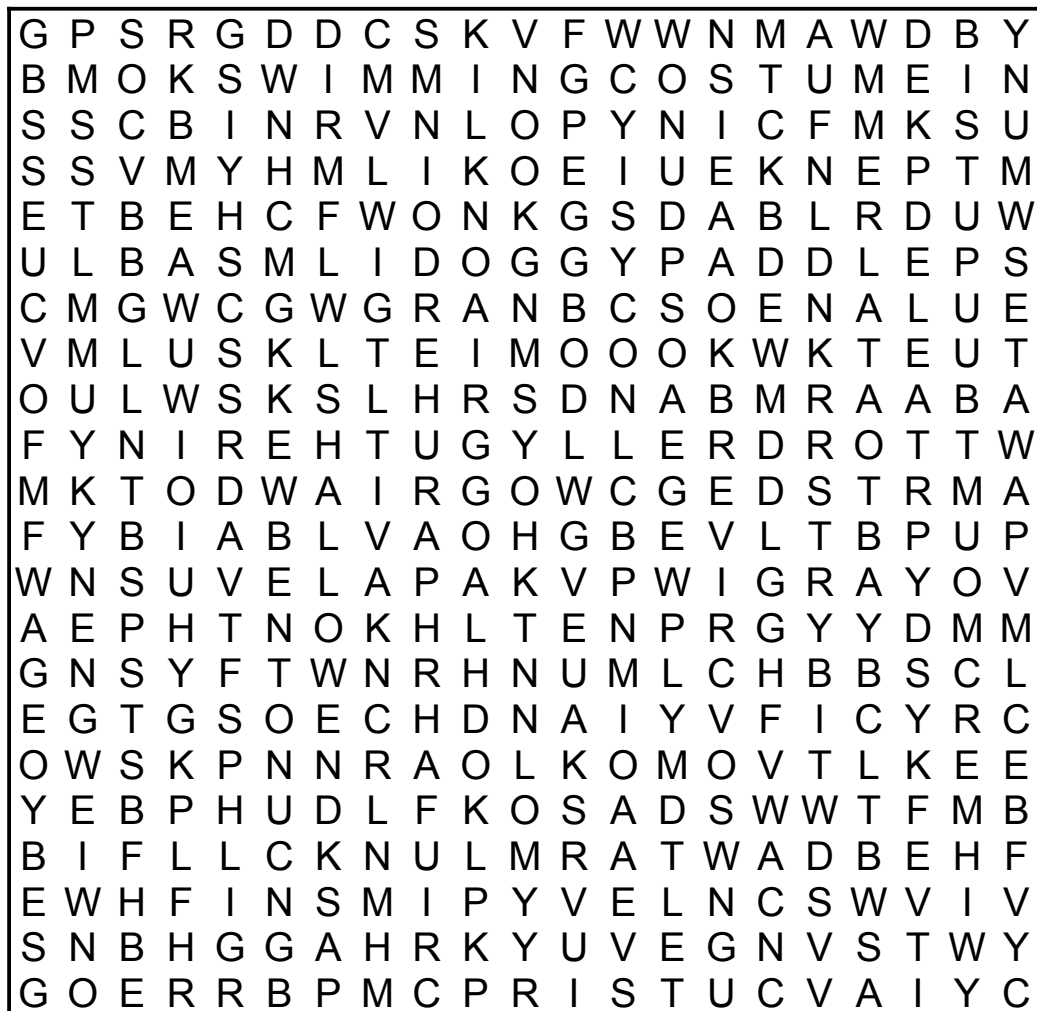 G P S R G D D C S K V F W W N M A W D B Y
B M O K S W I M M I N G C O S T U M E I N
S S C B I N R V N L O P Y N I C F M K S U
S S V M Y H M L I K O E I U E K N E P T M
E T B E H C F W O N K G S D A B L R D U W
U L B A S M L I D O G G Y P A D D L E P S
C M G W C G W G R A N B C S O E N A L U E
V M L U S K L T E I M O O O K W K T E U T
O U L W S K S L H R S D N A B M R A A B A
F Y N I R E H T U G Y L L E R D R O T T W
M K T O D W A I R G O W C G E D S T R M A
F Y B I A B L V A O H G B E V L T B P U P
W N S U V E L A P A K V P W I G R A Y O V
A E P H T N O K H L T E N P R G Y Y D M M
G N S Y F T W N R H N U M L C H B B S C L
E G T G S O E C H D N A I Y V F I C Y R C
O W S K P N N R A O L K O M O V T L K E E
Y E B P H U D L F K O S A D S W W T F M B
B I F L L C K N U L M R A T W A D B E H F
E W H F I N S M I P Y V E L N C S W V I V
S N B H G G A H R K Y U V E G N V S T W Y
G O E R R B P M C P R I S T U C V A I Y C